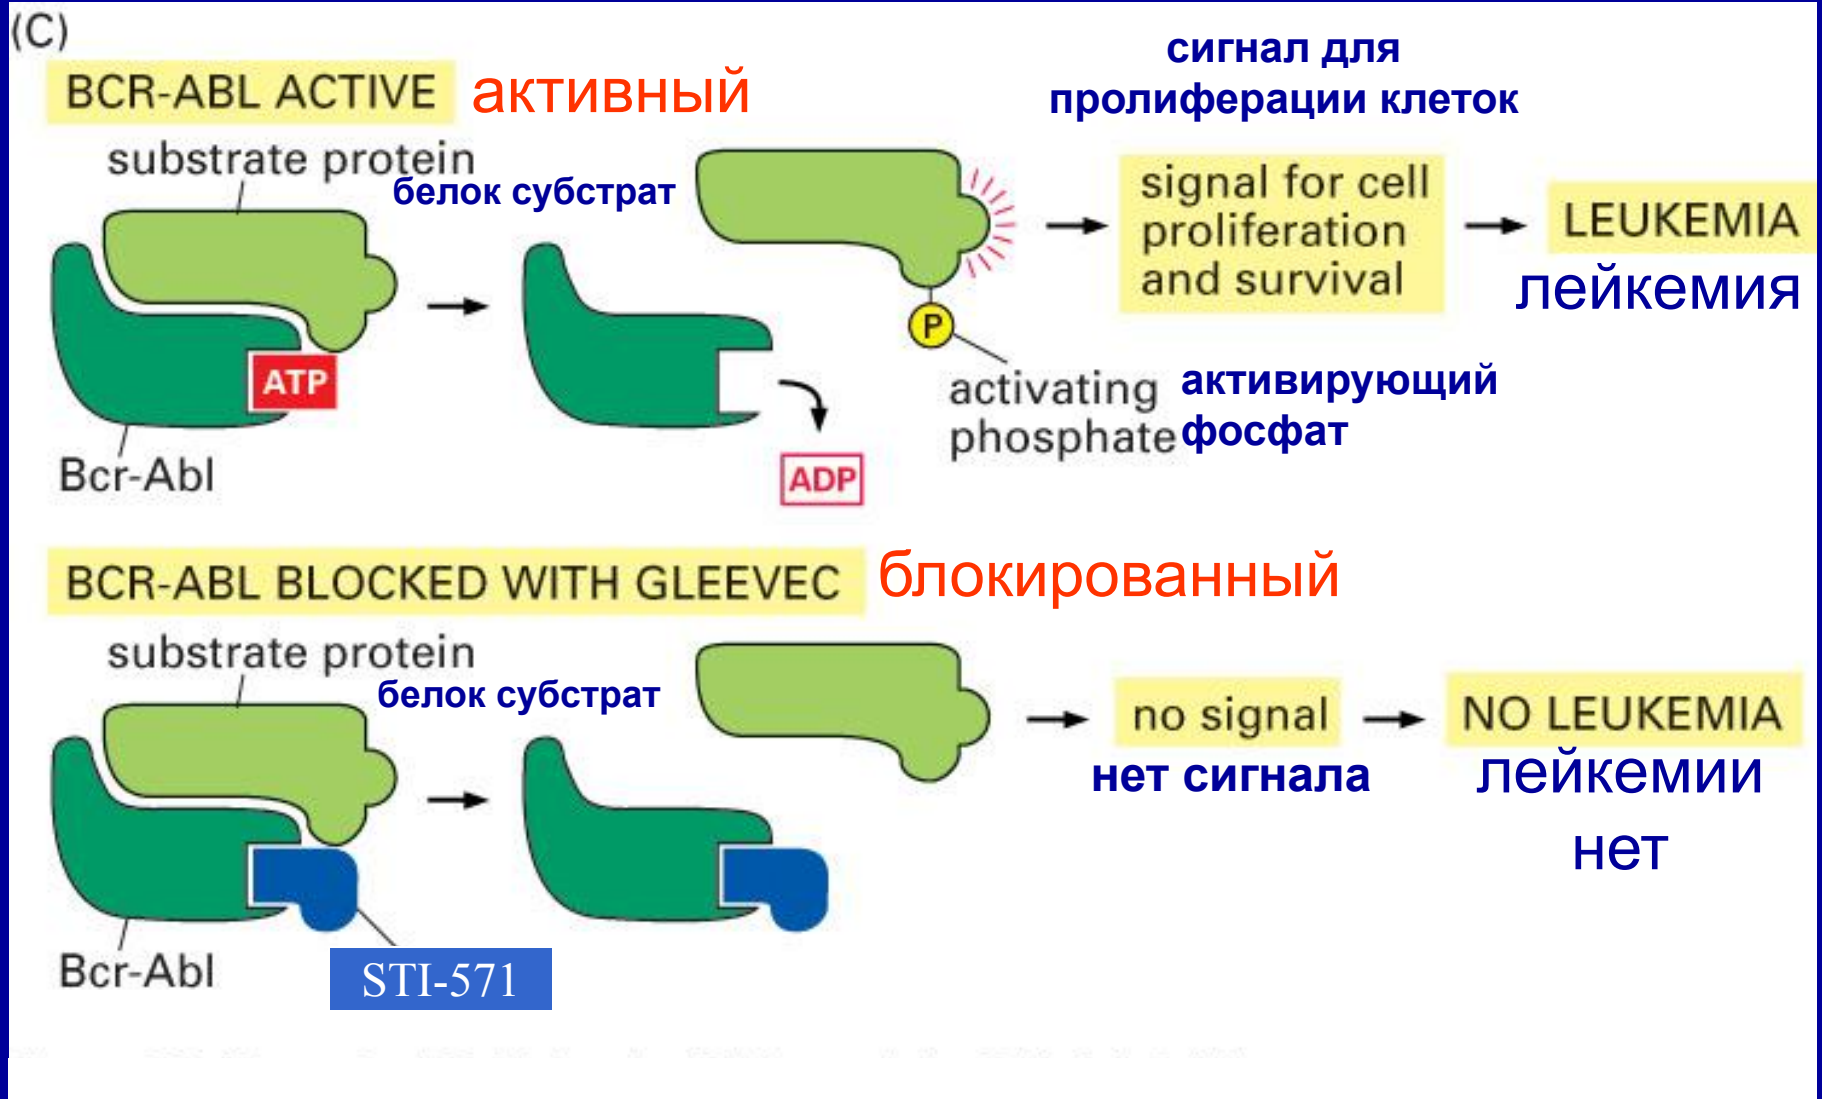 (C)
BCR-ABL ACTIVE активный
сигнал для
пролиферации клеток
substrate protein
белок субстрат
ATP
Bcr-Abl
ADP
P
activating
phosphate
активирующий
фосфат
signal for cell
proliferation
and survival
LEUKEMIA
лейкемия
BCR-ABL BLOCKED WITH GLEEVEC блокированный
substrate protein
белок субстрат
Bcr-Abl
STI-571
no signal
нет сигнала
NO LEUKEMIA
лейкемии
нет